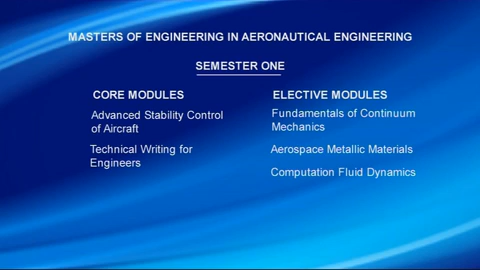 MASTERS OF ENGINEERING IN AERONAUTICAL ENGINEERING
SEMESTER ONE
CORE MODULES
Advanced Stability Control
of Aircraft
Technical Writing for
Engineers
ELECTIVE MODULES
Fundamentals of Continuum
Mechanics
Aerospace Metallic Materials
Computation Fluid Dynamics